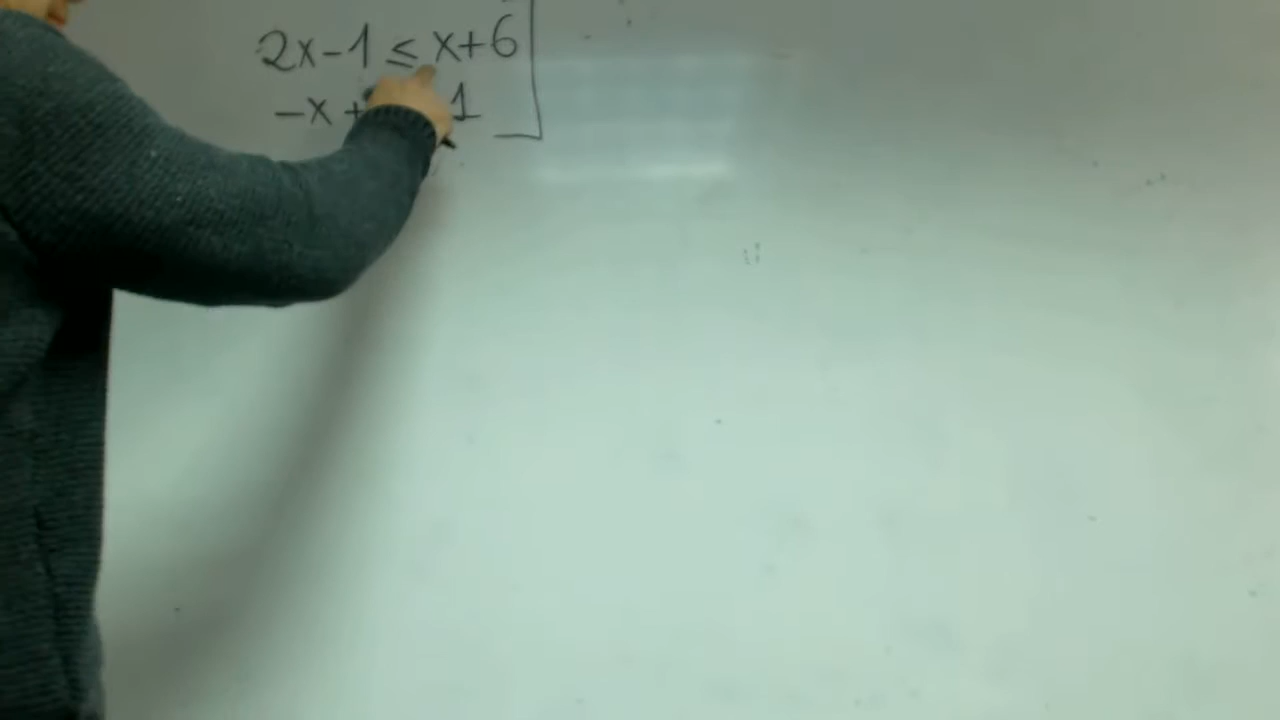 2x-1 ≤ x+6
-x + 1